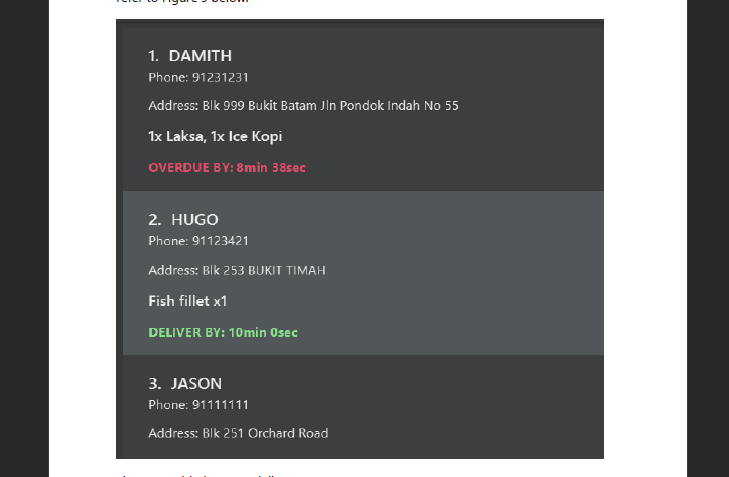 refer to Figure 5 below.
1. DAMITH
Phone: 91231231
Address: Blk 999 Bukit Batam Jln Pondok Indah No 55
1x Laksa, 1x Ice Kopi
OVERDUE BY: 8min 38sec
2. HUGO
Phone: 91123421
Address: Blk 253 BUKIT TIMAH
Fish fillet x1
DELIVER BY: 10min 0sec
3. JASON
Phone: 91111111
Address: Blk 251 Orchard Road